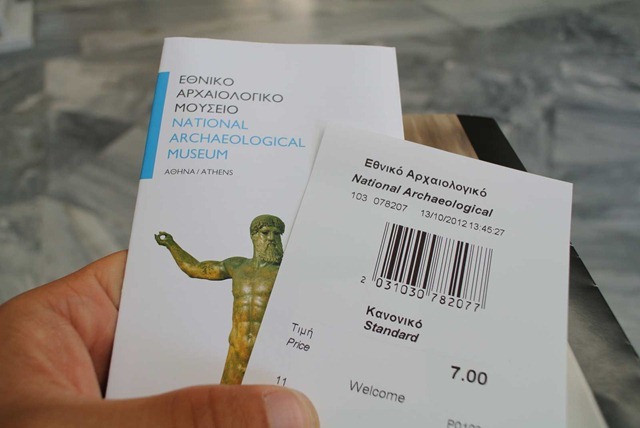 ΕΘΝΙΚΟ
ΑΡΧΑΙΟΛΟΓΙΚΟ
ΜΟΥΣΕΙΟ
NATIONAL
ARCHAEOLOGICAL
MUSEUM
ΑΘΗΝΑ / ATHENS
Εθνικό Αρχαιολογικό
National Archaeological
103 078207 13/10/2012 13:45:27
2 031030 782077
Κανονικό
Standard
Τιμή
Price
7.00
11
Welcome